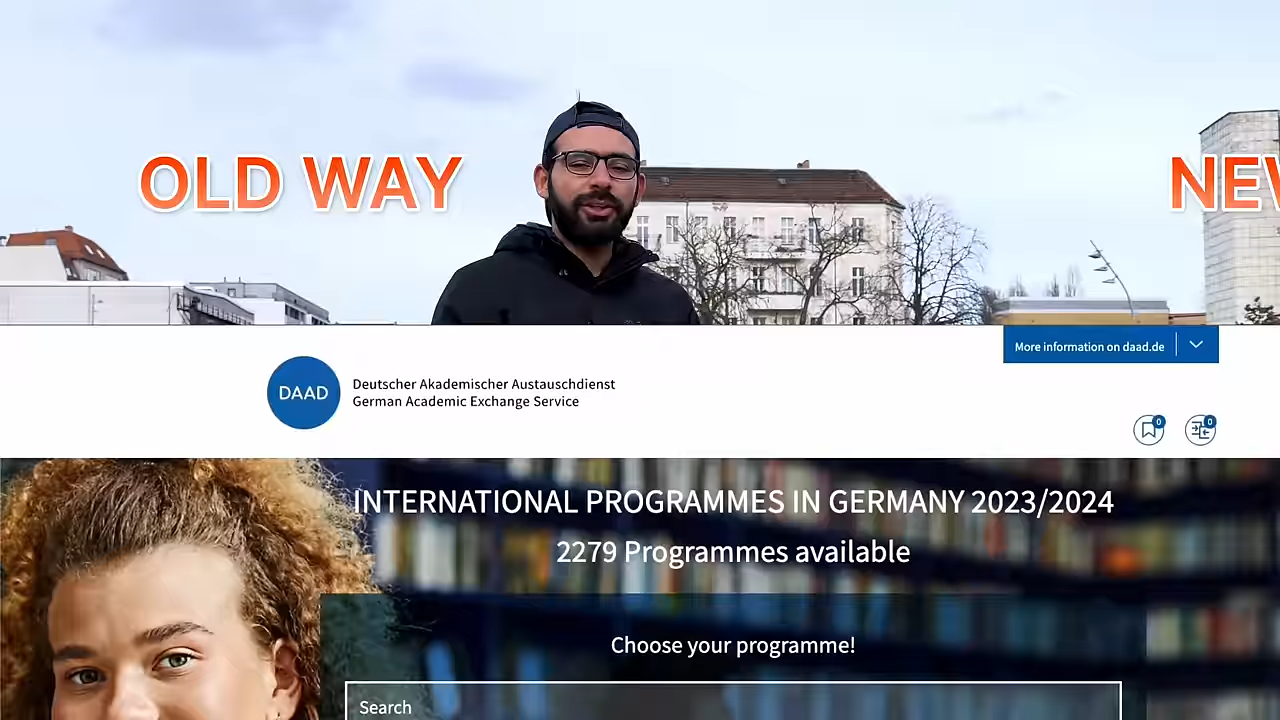 OLD WAY
NEW
More information on daad.de
DAAD
Deutscher Akademischer Austauschdienst
German Academic Exchange Service
0
0
INTERNATIONAL PROGRAMMES IN GERMANY 2023/2024
2279 Programmes available
Choose your programme!
Search